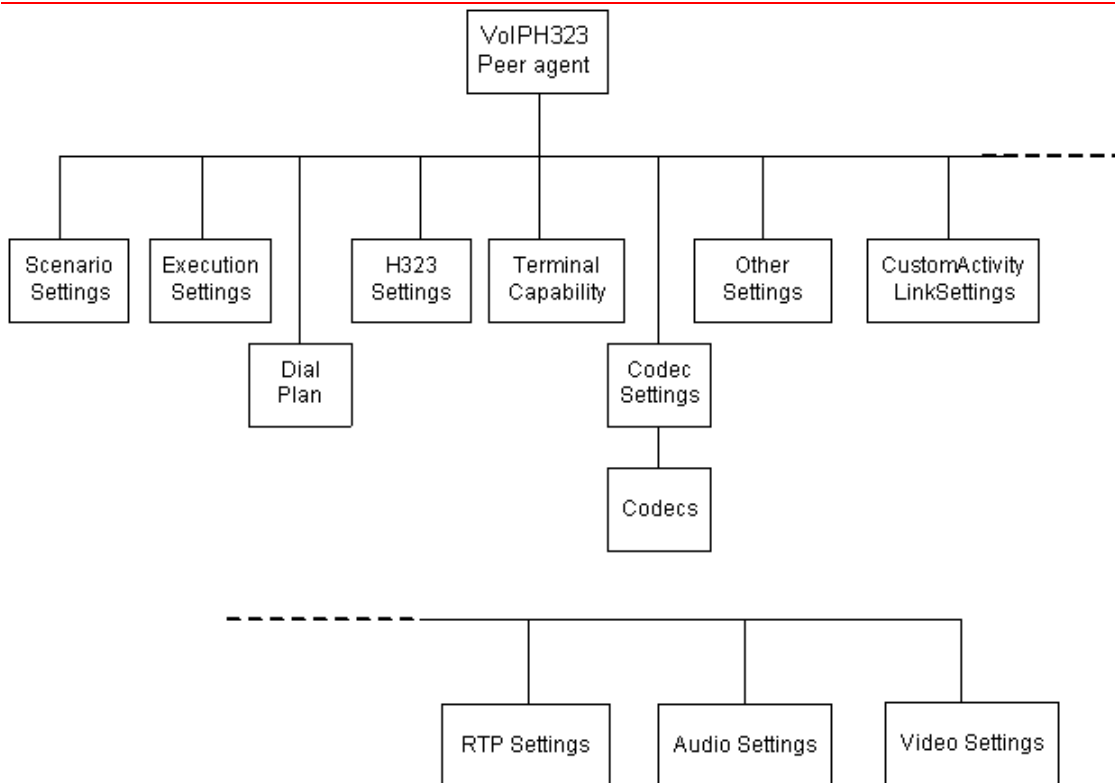 VoIPH323
Peer agent
Scenario
Settings
Execution
Settings
H323
Settings
Terminal
Capability
Other
Settings
CustomActivity
LinkSettings
Dial
Plan
Codec
Settings
Codecs
RTP Settings
Audio Settings
Video Settings